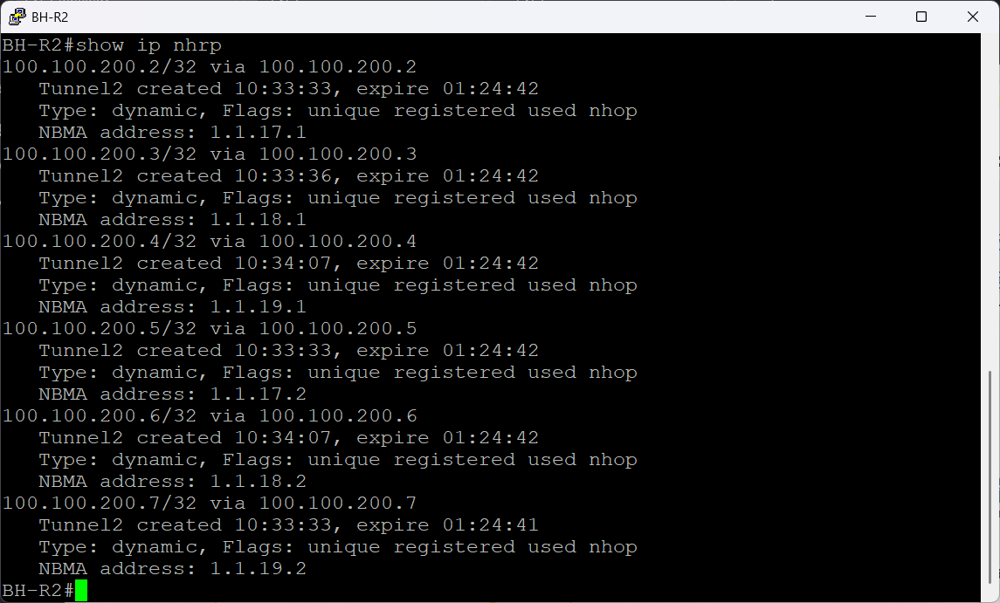 BH-R2
BH-R2#show ip nhrp
100.100.200.2/32 via 100.100.200.2
   Tunnel2 created 10:33:33, expire 01:24:42
   Type: dynamic, Flags: unique registered used nhop
   NBMA address: 1.1.17.1
100.100.200.3/32 via 100.100.200.3
   Tunnel2 created 10:33:36, expire 01:24:42
   Type: dynamic, Flags: unique registered used nhop
   NBMA address: 1.1.18.1
100.100.200.4/32 via 100.100.200.4
   Tunnel2 created 10:34:07, expire 01:24:42
   Type: dynamic, Flags: unique registered used nhop
   NBMA address: 1.1.19.1
100.100.200.5/32 via 100.100.200.5
   Tunnel2 created 10:33:33, expire 01:24:42
   Type: dynamic, Flags: unique registered used nhop
   NBMA address: 1.1.17.2
100.100.200.6/32 via 100.100.200.6
   Tunnel2 created 10:34:07, expire 01:24:42
   Type: dynamic, Flags: unique registered used nhop
   NBMA address: 1.1.18.2
100.100.200.7/32 via 100.100.200.7
   Tunnel2 created 10:33:33, expire 01:24:41
   Type: dynamic, Flags: unique registered used nhop
   NBMA address: 1.1.19.2
BH-R2#